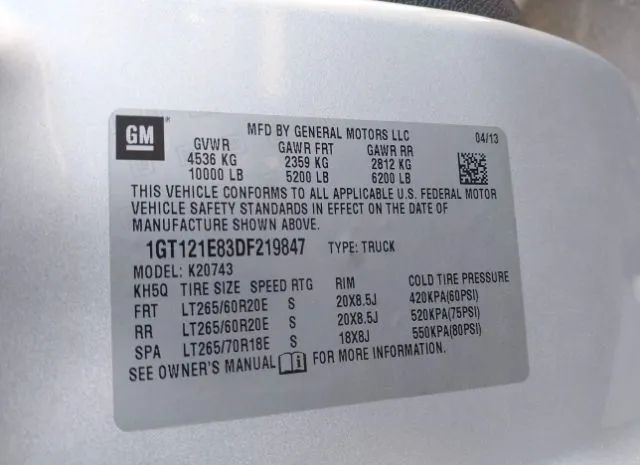 GM
MFD BY GENERAL MOTORS LLC 04/13
GVWR GAWR FRT GAWR RR
4536 KG 2359 KG 2812 KG
10000 LB 5200 LB 6200 LB
THIS VEHICLE CONFORMS TO ALL APPLICABLE U.S. FEDERAL MOTOR
VEHICLE SAFETY STANDARDS IN EFFECT ON THE DATE OF
MANUFACTURE SHOWN ABOVE.
1GT121E83DF219847 TYPE: TRUCK
MODEL: K20743
KH5Q TIRE SIZE SPEED RTG RIM COLD TIRE PRESSURE
FRT LT265/60R20E S 20X8.5J 420KPA(60PSI)
RR LT265/60R20E S 20X8.5J 520KPA(75PSI)
SPA LT265/70R18E S 18X8J 550KPA(80PSI)
SEE OWNER'S MANUAL i FOR MORE INFORMATION.